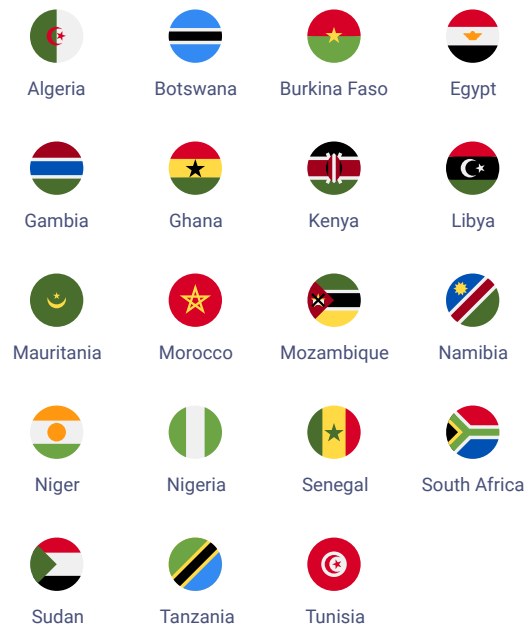 Algeria
Botswana
Burkina Faso
Egypt
Gambia
Ghana
Kenya
Libya
Mauritania
Morocco
Mozambique
Namibia
Niger
Nigeria
Senegal
South Africa
Sudan
Tanzania
Tunisia